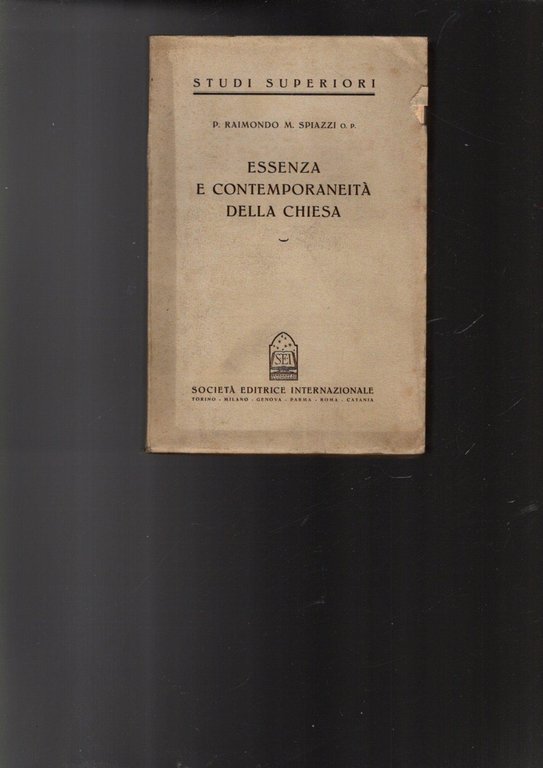 STUDI SUPERIORI
P. RAIMONDO M. SPIAZZI O. P.
ESSENZA
E CONTEMPORANEITÀ
DELLA CHIESA
SEI
SOCIETÀ EDITRICE INTERNAZIONALE
TORINO - MILANO - GENOVA - PARMA - ROMA - CATANIA